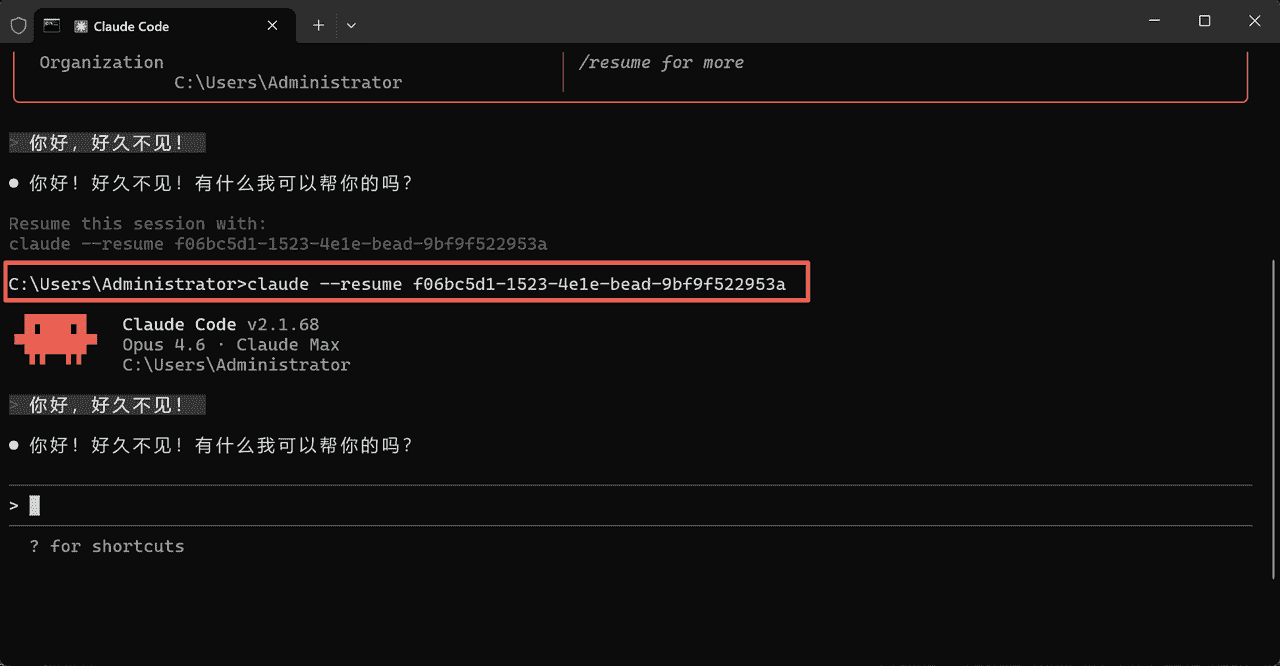 Claude Code
Organization
C:\Users\Administrator
/resume for more
> 你好，好久不见！
● 你好！好久不见！有什么我可以帮你的吗？
Resume this session with:
claude --resume f06bc5d1-1523-4e1e-bead-9bf9f522953a
C:\Users\Administrator>claude --resume f06bc5d1-1523-4e1e-bead-9bf9f522953a
Claude Code v2.1.68
Opus 4.6 · Claude Max
C:\Users\Administrator
> 你好，好久不见！
● 你好！好久不见！有什么我可以帮你的吗？
>
? for shortcuts